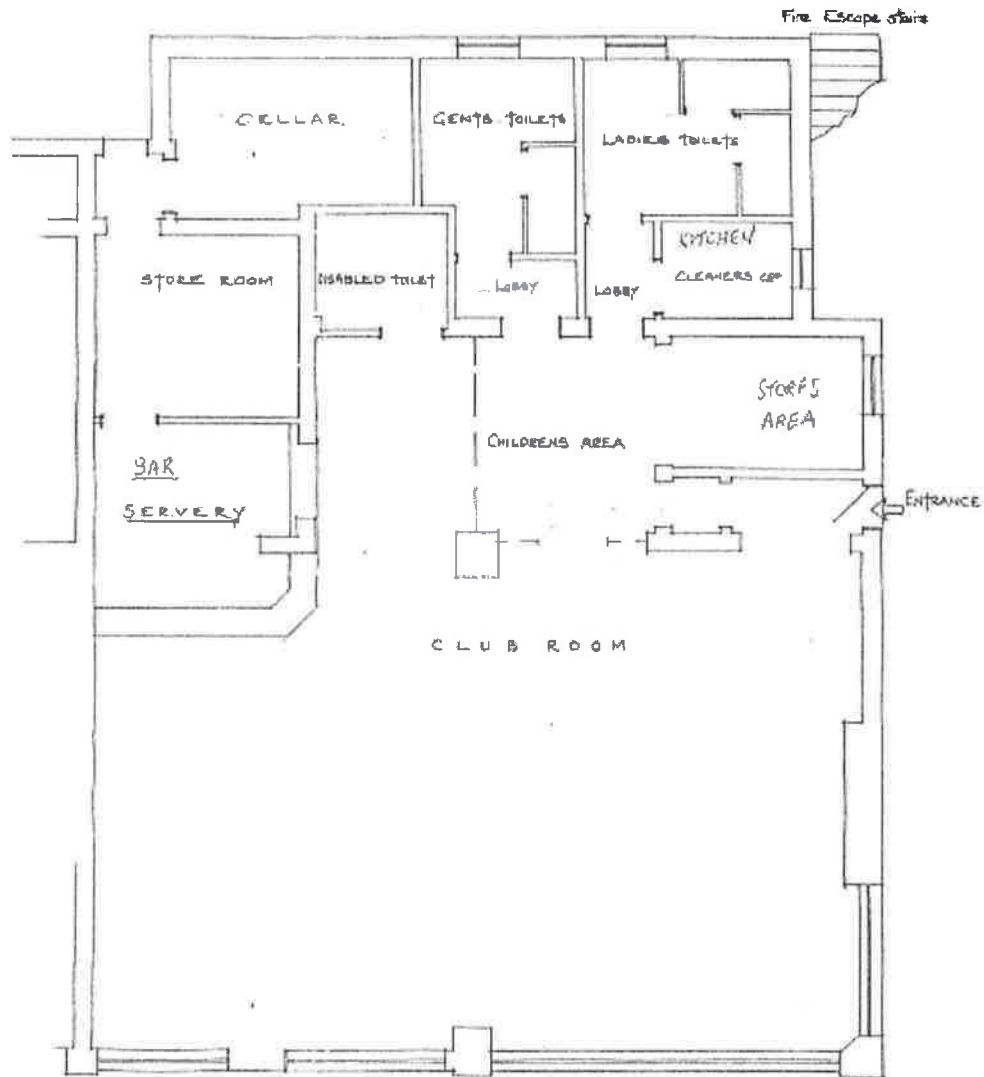 Fire Escape stairs
CELLAR.
GENTS TOILETS
LADIES TOILETS
KITCHEN
CLEANERS CBD
STORE ROOM
DISABLED TOILET
LOBBY
LOBBY
STORES
AREA
CHILDRENS AREA
BAR
SERVERY
ENTRANCE
CLUB ROOM